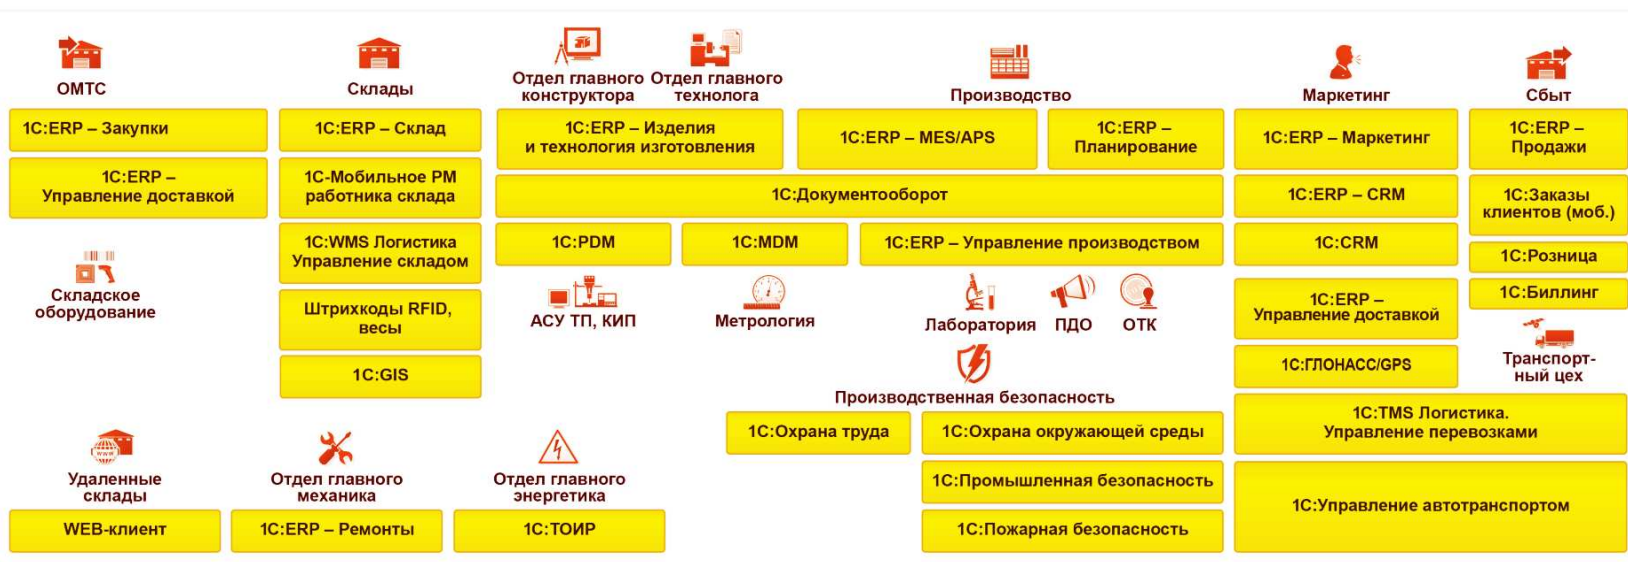 ОМТС
1С:ERP – Закупки
1С:ERP –
Управление доставкой
Складское
оборудование
Склады
1С:ERP – Склад
1С-Мобильное РМ
работника склада
1С:WMS Логистика
Управление складом
Штрихкоды RFID,
весы
1С:GIS
Отдел главного
конструктора
Отдел главного
технолога
1С:ERP – Изделия
и технология изготовления
Производство
1С:ERP – MES/APS
1С:ERP –
Планирование
1С:Документооборот
1С:PDM
1С:MDM
1С:ERP – Управление производством
АСУ ТП, КИП
Метрология
Лаборатория
ПДО
ОТК
Производственная безопасность
1С:Охрана труда
1С:Охрана окружающей среды
1С:Промышленная безопасность
1С:Пожарная безопасность
Маркетинг
1С:ERP – Маркетинг
1С:ERP – CRM
1С:CRM
1С:ERP –
Управление доставкой
1С:ГЛОНАСС/GPS
Сбыт
1С:ERP –
Продажи
1С:Заказы
клиентов (моб.)
1С:Розница
1С:Биллинг
Транспорт-
ный цех
1С:TMS Логистика.
Управление перевозками
1С:Управление автотранспортом
www
Удаленные
склады
WEB-клиент
Отдел главного
механика
1С:ERP – Ремонты
Отдел главного
энергетика
1С:ТОИР